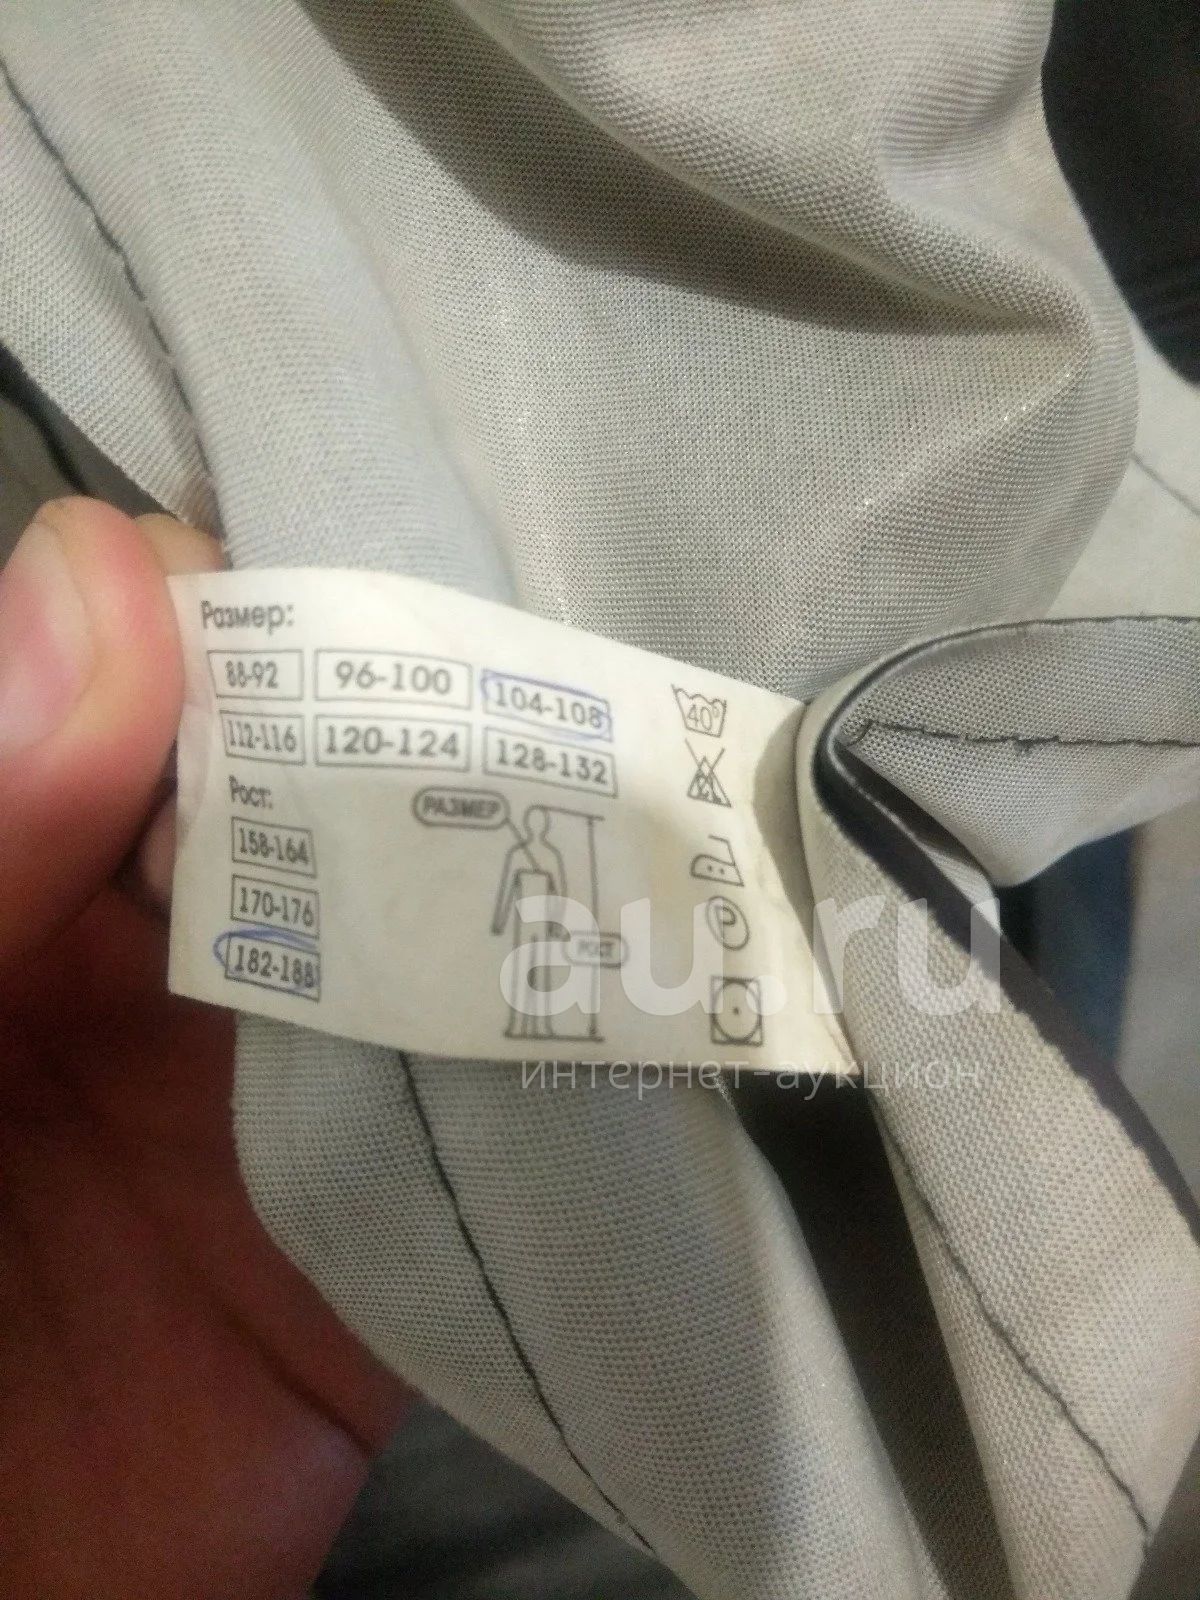 Размер:
88-92 96-100 104-108
112-116 120-124 128-132
Рост:
158-164
170-176
182-188
РАЗМЕР
РОСТ
40°
au.ru
интернет-аукцион